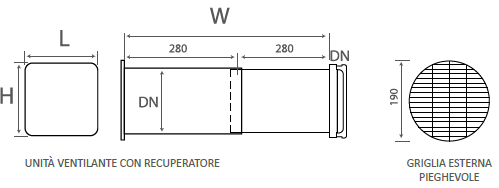 W
L
280
280
DN
H
DN
190
UNITÀ VENTILANTE CON RECUPERATORE
GRIGLIA ESTERNA
PIEGHEVOLE